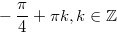 $-\frac{\pi}{4} + \pi k, k \in \mathbb{Z}$